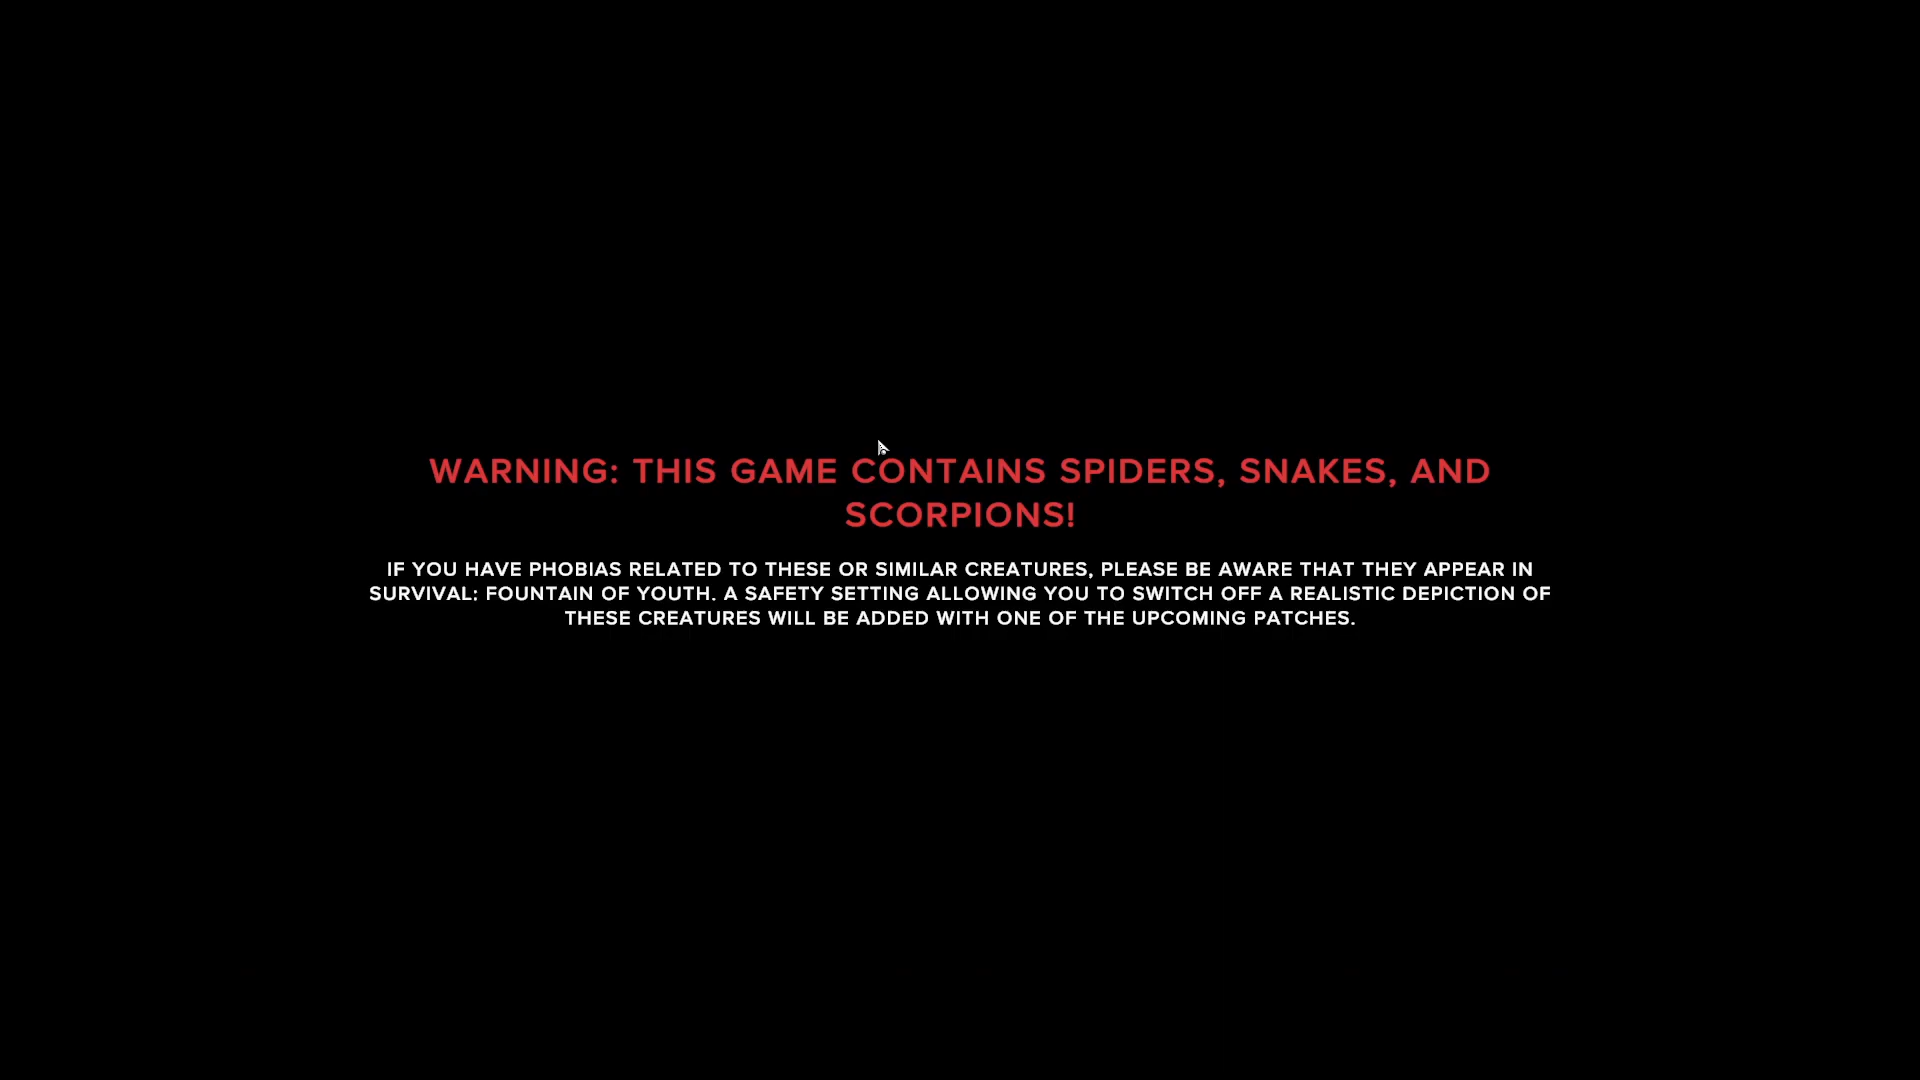 WARNING: THIS GAME CONTAINS SPIDERS, SNAKES, AND
SCORPIONS!
IF YOU HAVE PHOBIAS RELATED TO THESE OR SIMILAR CREATURES, PLEASE BE AWARE THAT THEY APPEAR IN
SURVIVAL: FOUNTAIN OF YOUTH. A SAFETY SETTING ALLOWING YOU TO SWITCH OFF A REALISTIC DEPICTION OF
THESE CREATURES WILL BE ADDED WITH ONE OF THE UPCOMING PATCHES.